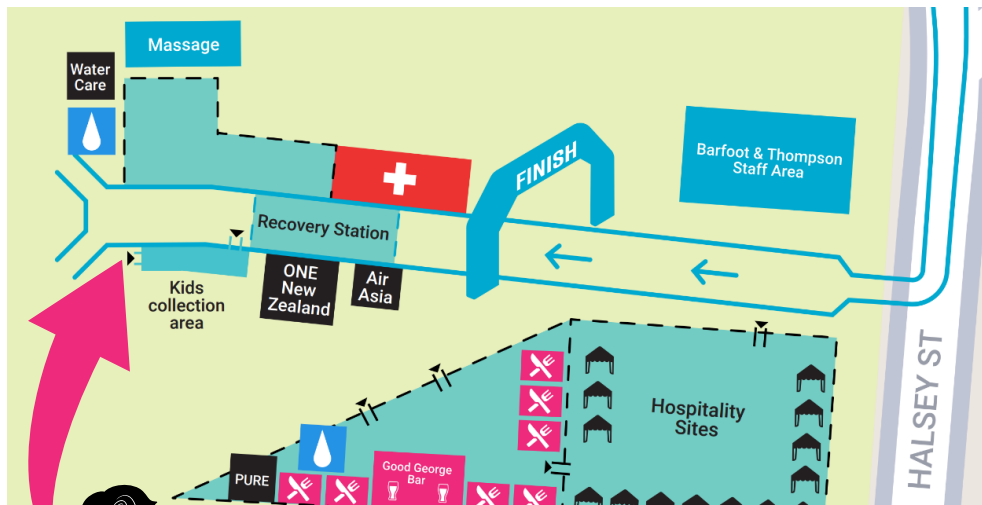 Massage
Water
Care
FINISH
Barfoot & Thompson
Staff Area
Recovery Station
ONE
New
Zealand
Air
Asia
Kids
collection
area
Hospitality
Sites
HALSEY ST
Good George
Bar
PURE